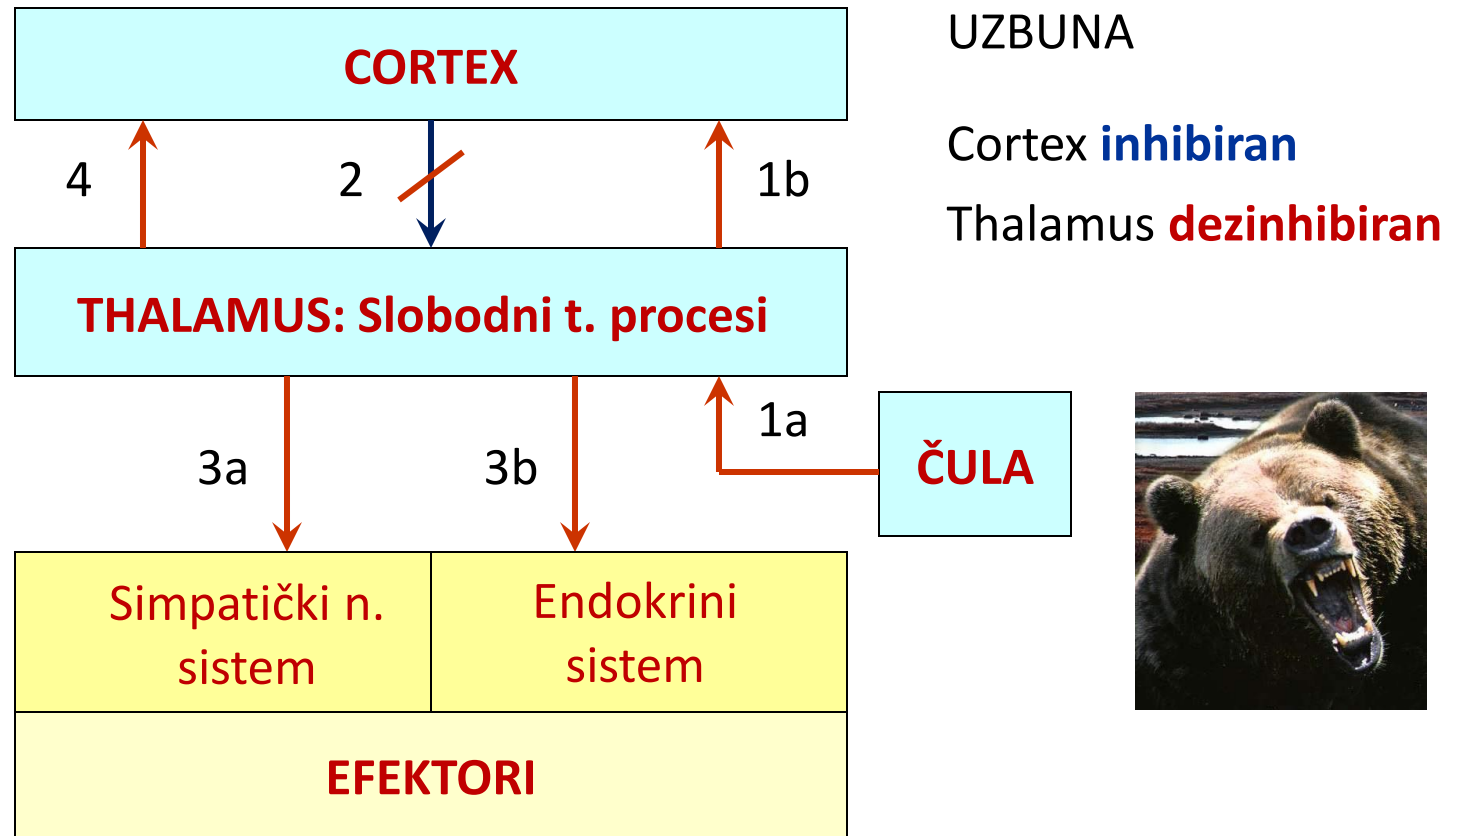 CORTEX
UZBUNA
Cortex inhibiran
Thalamus dezinhibiran
4
2
1b
THALAMUS: Slobodni t. procesi
3a
3b
1a
ČULA
Simpatički n.
sistem
Endokrini
sistem
EFEKTORI